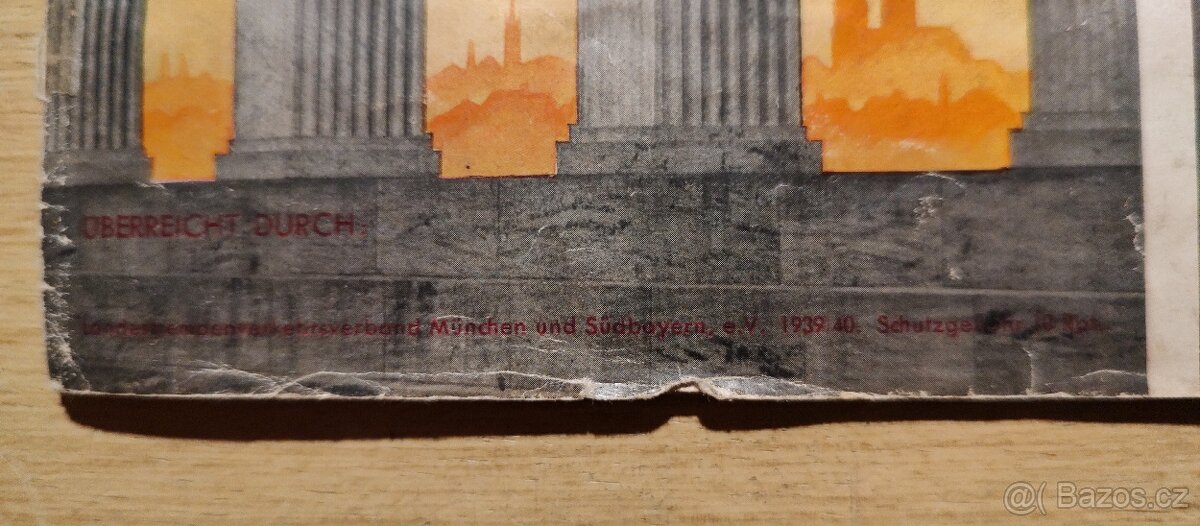 ÜBERREICHT DURCH:
Landesfremdenverkehrsverband München und Südbayern, e.V. 1939/40. Schutzgebühr 10 Rpf.
@( Bazos.cz